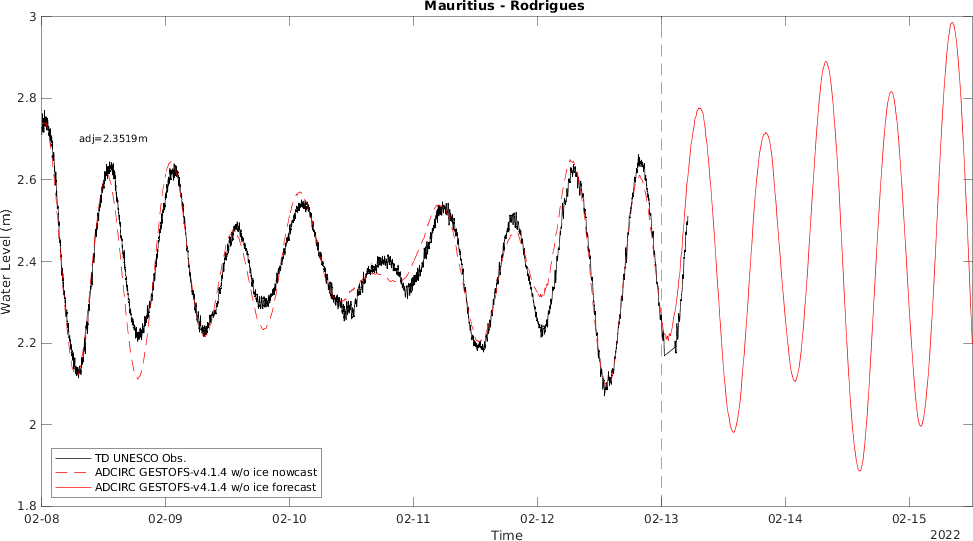 Mauritius - Rodrigues
3
2.8
2.6
2.4
2.2
2
1.8
Water Level (m)
adj=2.3519m
TD UNESCO Obs.
ADCIRC GESTOFS-v4.1.4 w/o ice nowcast
ADCIRC GESTOFS-v4.1.4 w/o ice forecast
02-08 02-09 02-10 02-11 02-12 02-13 02-14 02-15
Time
2022